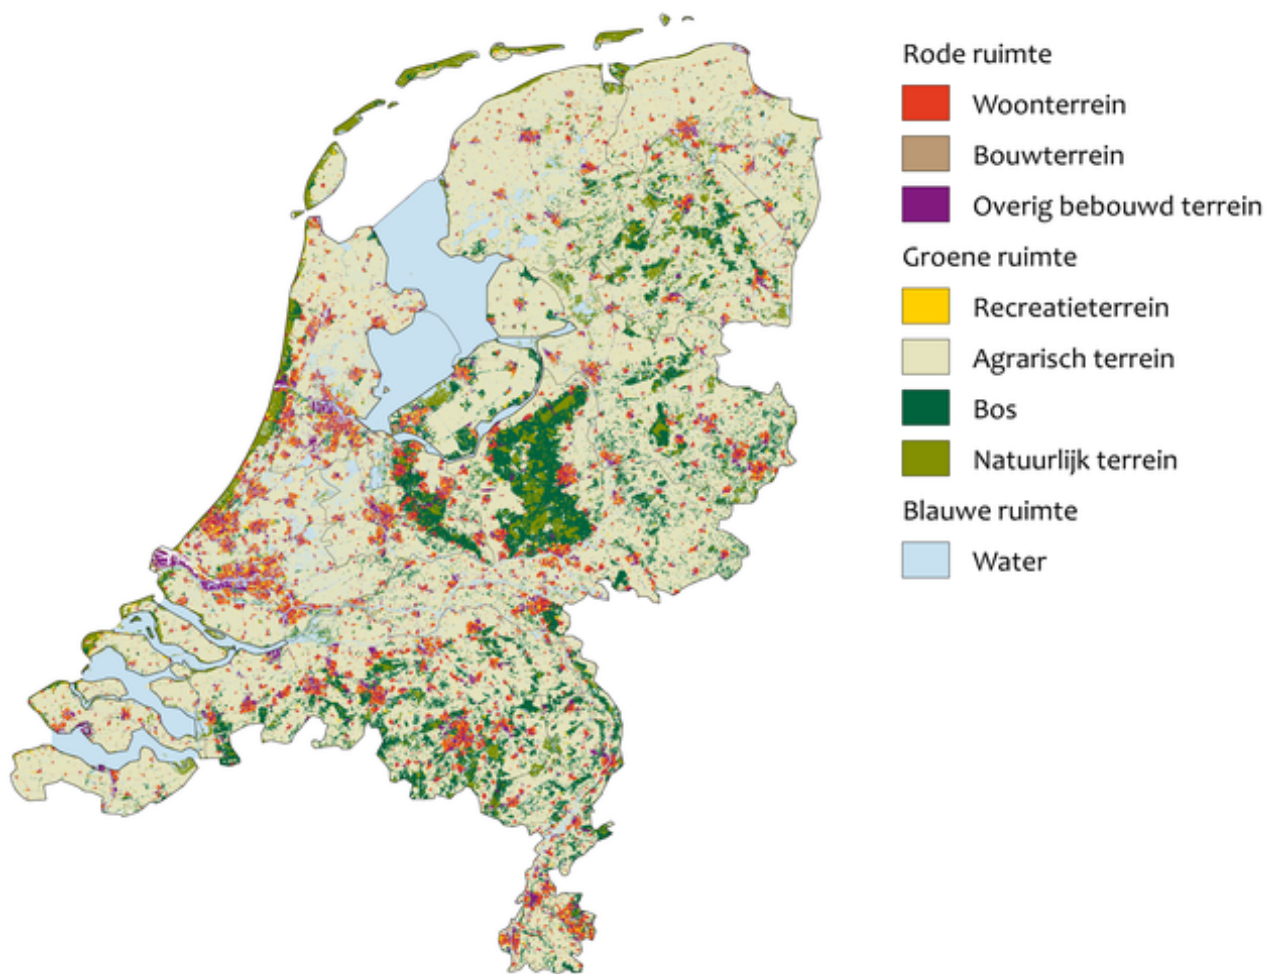 Rode ruimte
Woonterrein
Bouwterrein
Overig bebouwd terrein
Groene ruimte
Recreatieterrein
Agrarisch terrein
Bos
Natuurlijk terrein
Blauwe ruimte
Water